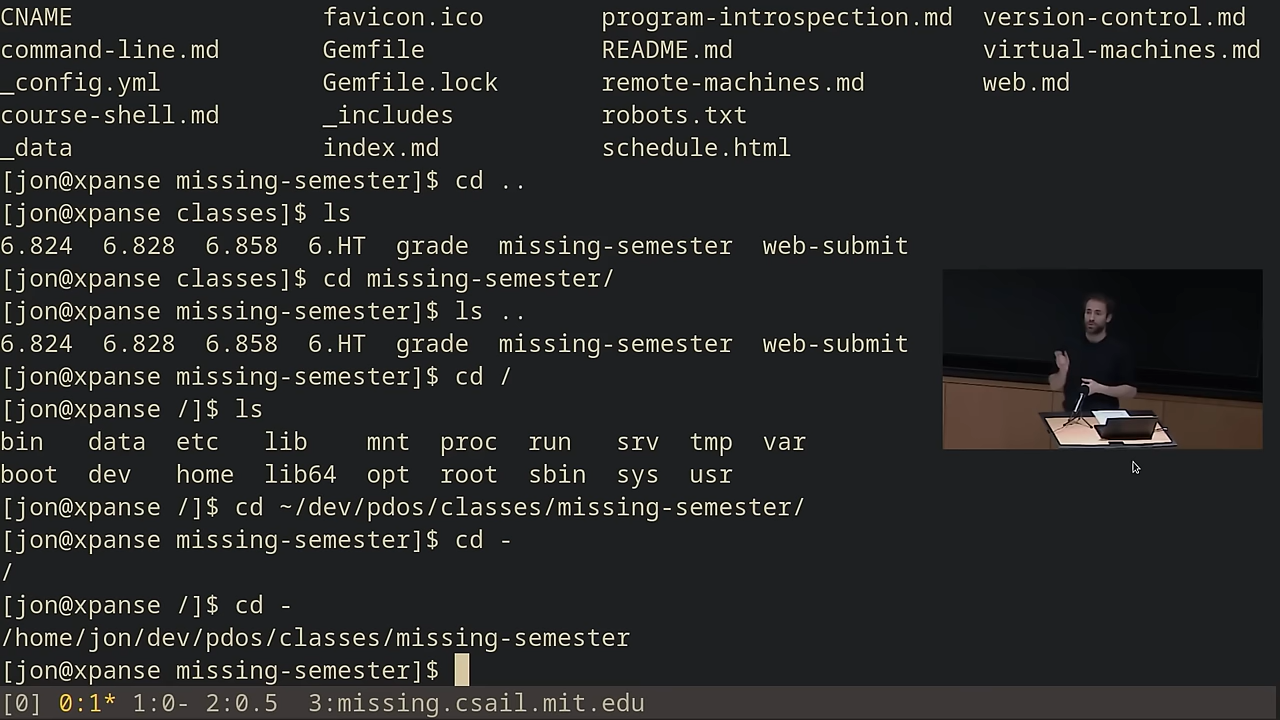 CNAME favicon.ico program-introspection.md version-control.md
command-line.md Gemfile README.md virtual-machines.md
_config.yml Gemfile.lock remote-machines.md web.md
course-shell.md _includes robots.txt
_data index.md schedule.html
[jon@xpanse missing-semester]$ cd ..
[jon@xpanse classes]$ ls
6.824 6.828 6.858 6.HT grade missing-semester web-submit
[jon@xpanse classes]$ cd missing-semester/
[jon@xpanse missing-semester]$ ls ..
6.824 6.828 6.858 6.HT grade missing-semester web-submit
[jon@xpanse missing-semester]$ cd /
[jon@xpanse /]$ ls
bin data etc lib mnt proc run srv tmp var
boot dev home lib64 opt root sbin sys usr
[jon@xpanse /]$ cd ~/dev/pdos/classes/missing-semester/
[jon@xpanse missing-semester]$ cd -
/
[jon@xpanse /]$ cd -
/home/jon/dev/pdos/classes/missing-semester
[jon@xpanse missing-semester]$
[0] 0:1* 1:0- 2:0.5 3:missing.csail.mit.edu